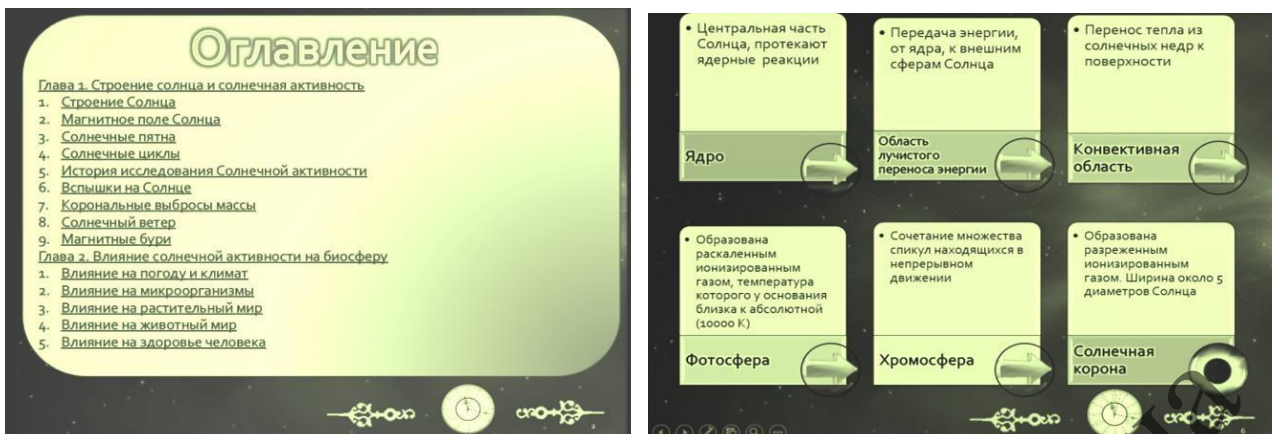 Оглавление
Глава 1. Строение солнца и солнечная активность
1. Строение Солнца
2. Магнитное поле Солнца
3. Солнечные пятна
4. Солнечные циклы
5. История исследования Солнечной активности
6. Вспышки на Солнце
7. Корональные выбросы массы
8. Солнечный ветер
9. Магнитные бури
Глава 2. Влияние солнечной активности на биосферу
1. Влияние на погоду и климат
2. Влияние на микроорганизмы
3. Влияние на растительный мир
4. Влияние на животный мир
5. Влияние на здоровье человека
2
• Центральная часть
Солнца, протекают
ядерные реакции
Ядро
• Передача энергии,
от ядра, к внешним
сферам Солнца
Область
лучистого
переноса энергии
• Перенос тепла из
солнечных недр к
поверхности
Конвективная
область
• Образована
раскаленным
ионизированным
газом, температура
которого у основания
близка к абсолютной
(10000 К)
Фотосфера
• Сочетание множества
спикул находящихся в
непрерывном
движении
Хромосфера
• Образована
разреженным
ионизированным
газом. Ширина около 5
диаметров Солнца
Солнечная
корона
6